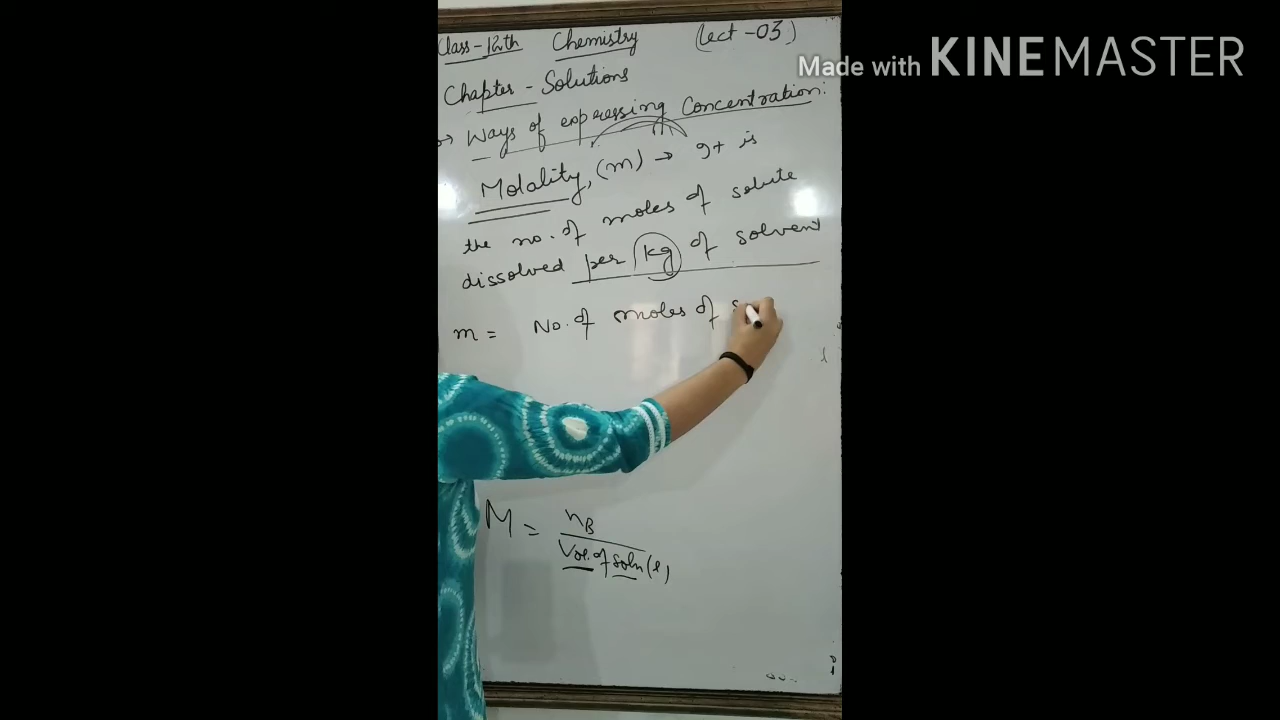 Class-12th Chemistry (Lect-03)
Made with KINEMASTER
Chapter - Solutions
Ways of expressing Concentration:
Molality, (m) → It is
the no. of moles of solute
dissolved per kg of solvent
m = No. of moles of s
M = nB
Vol. of soln (l)